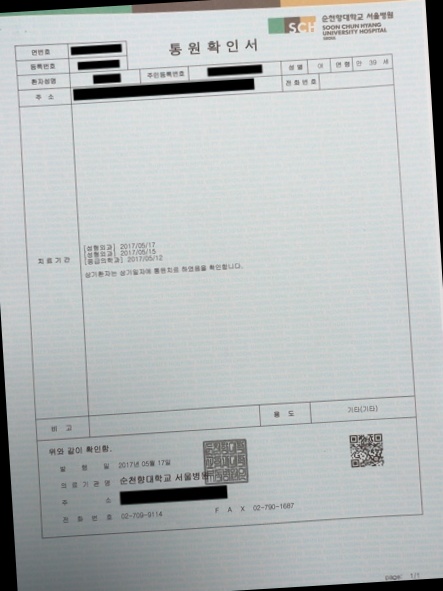 SCH 순천향대학교 서울병원
SOON CHUN HYANG
UNIVERSITY HOSPITAL
SEOUL
통원확인서
연번호
등록번호
환자성명 주민등록번호 성별 여 연령 만 39 세
주소 전화번호
치료기간
[성형외과] 2017/05/17
[성형외과] 2017/05/15
[응급의학과] 2017/05/12
상기환자는 상기일자에 통원치료 하였음을 확인합니다.
비고 용도 기타(기타)
위와 같이 확인함.
발행일 2017년 05월 17일
의료기관명 순천향대학교 서울병원
주소
전화번호 02-709-9114 FAX 02-790-1687
page: 1/1